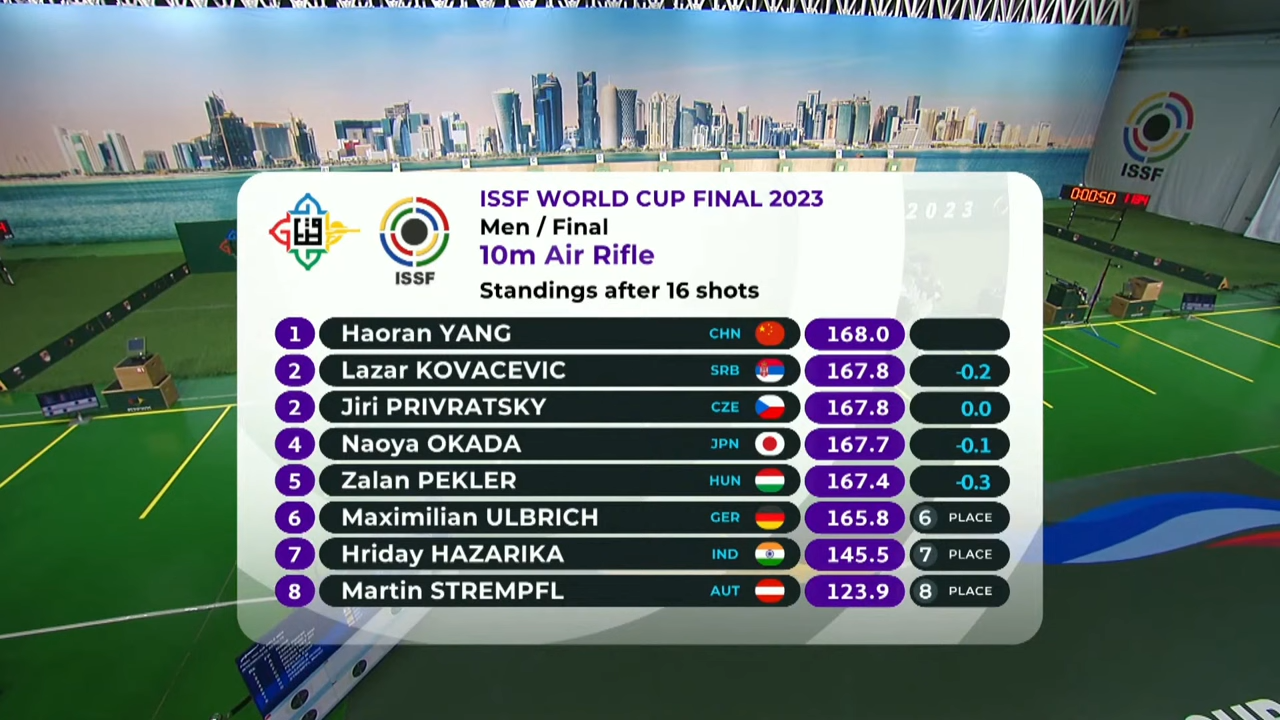 ISSF WORLD CUP FINAL 2023
Men / Final
10m Air Rifle
Standings after 16 shots
ISSF
1 Haoran YANG CHN 168.0
2 Lazar KOVACEVIC SRB 167.8 -0.2
2 Jiri PRIVRATSKY CZE 167.8 0.0
4 Naoya OKADA JPN 167.7 -0.1
5 Zalan PEKLER HUN 167.4 -0.3
6 Maximilian ULBRICH GER 165.8 6 PLACE
7 Hriday HAZARIKA IND 145.5 7 PLACE
8 Martin STREMPFL AUT 123.9 8 PLACE
ISSF
0:00:50
2023